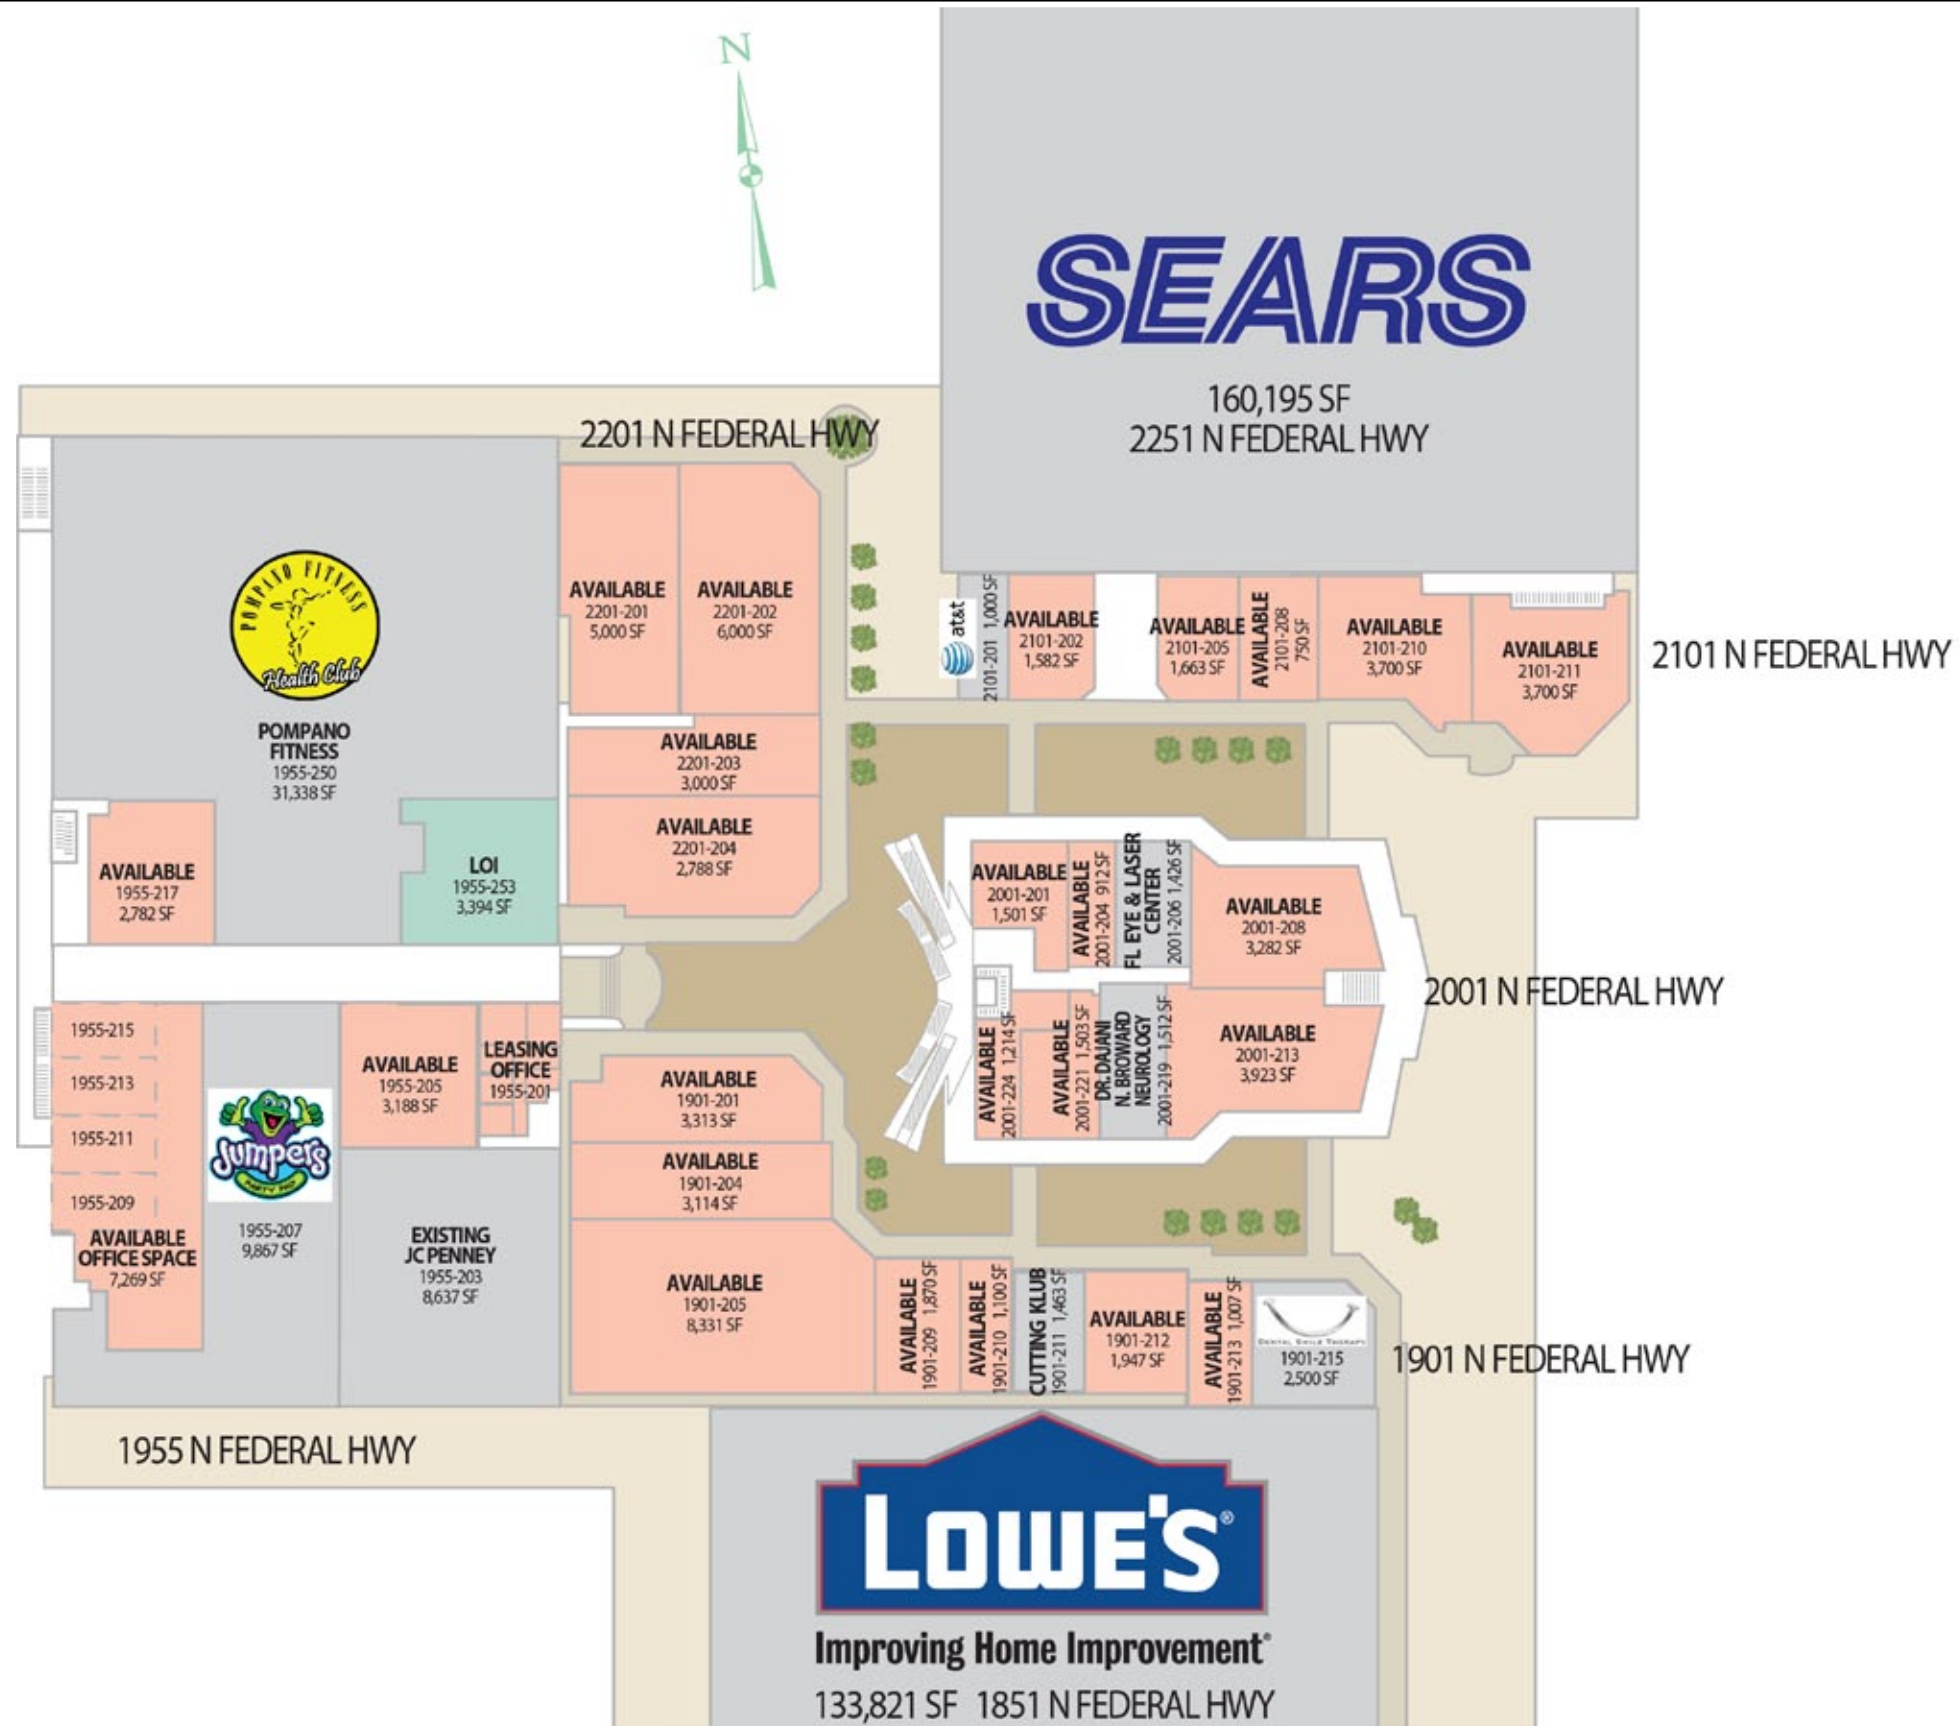 N
SEARS
160,195 SF
2251 N FEDERAL HWY
2201 N FEDERAL HWY
POMPANO FITNESS
Health Club
POMPANO
FITNESS
1955-250
31,338 SF
AVAILABLE
2201-201
5,000 SF
AVAILABLE
2201-202
6,000 SF
at&t
2101-201 1,000 SF
AVAILABLE
2101-202
1,582 SF
AVAILABLE
2101-205
1,663 SF
AVAILABLE
2101-208
750 SF
AVAILABLE
2101-210
3,700 SF
AVAILABLE
2101-211
3,700 SF
2101 N FEDERAL HWY
AVAILABLE
2201-203
3,000 SF
AVAILABLE
2201-204
2,788 SF
AVAILABLE
1955-217
2,782 SF
LOI
1955-253
3,394 SF
AVAILABLE
2001-201
1,501 SF
AVAILABLE
2001-204 912 SF
FL EYE & LASER
CENTER
2001-206 1,426 SF
AVAILABLE
2001-208
3,282 SF
2001 N FEDERAL HWY
AVAILABLE
2001-224 1,214 SF
AVAILABLE
2001-221 1,503 SF
DR. DAJANI
N. BROWARD
NEUROLOGY
2001-219 1,512 SF
AVAILABLE
2001-213
3,923 SF
1955-215
1955-213
1955-211
1955-209
AVAILABLE
OFFICE SPACE
7,269 SF
Jumpers
PARTY PAD
1955-207
9,867 SF
AVAILABLE
1955-205
3,188 SF
LEASING
OFFICE
1955-201
EXISTING
JC PENNEY
1955-203
8,637 SF
AVAILABLE
1901-201
3,313 SF
AVAILABLE
1901-204
3,114 SF
AVAILABLE
1901-205
8,331 SF
AVAILABLE
1901-209 1,870 SF
AVAILABLE
1901-210 1,100 SF
CUTTING KLUB
1901-211 1,463 SF
AVAILABLE
1901-212
1,947 SF
AVAILABLE
1901-213 1,007 SF
DENTAL SMILE THERAPY
1901-215
2,500 SF
1901 N FEDERAL HWY
1955 N FEDERAL HWY
LOWE'S®
Improving Home Improvement®
133,821 SF 1851 N FEDERAL HWY